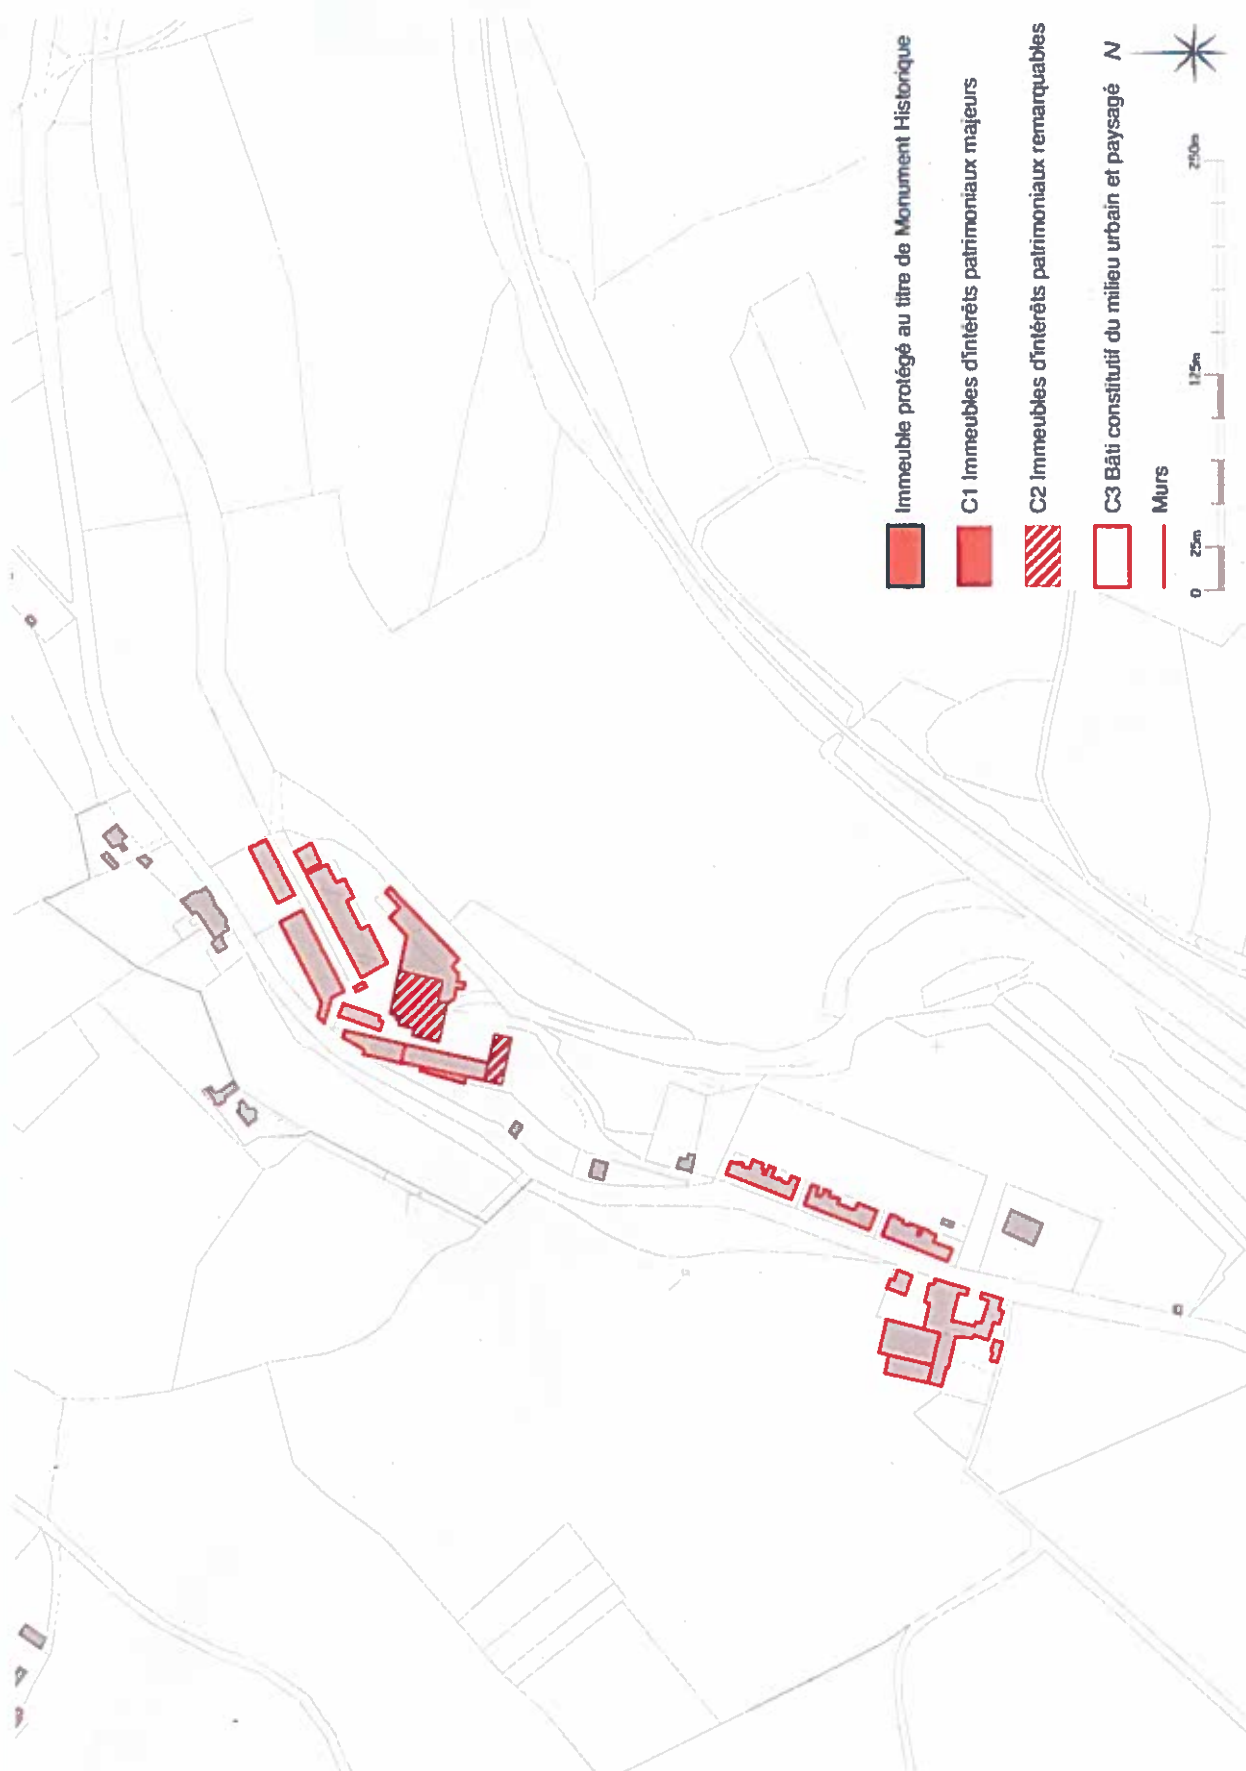 Immeuble protégé au titre de Monument Historique
C1 Immeubles d'intérêts patrimoniaux majeurs
C2 Immeubles d'intérêts patrimoniaux remarquables
C3 Bâti constitutif du milieu urbain et paysagé
Murs
N
0 25m 125m 250m